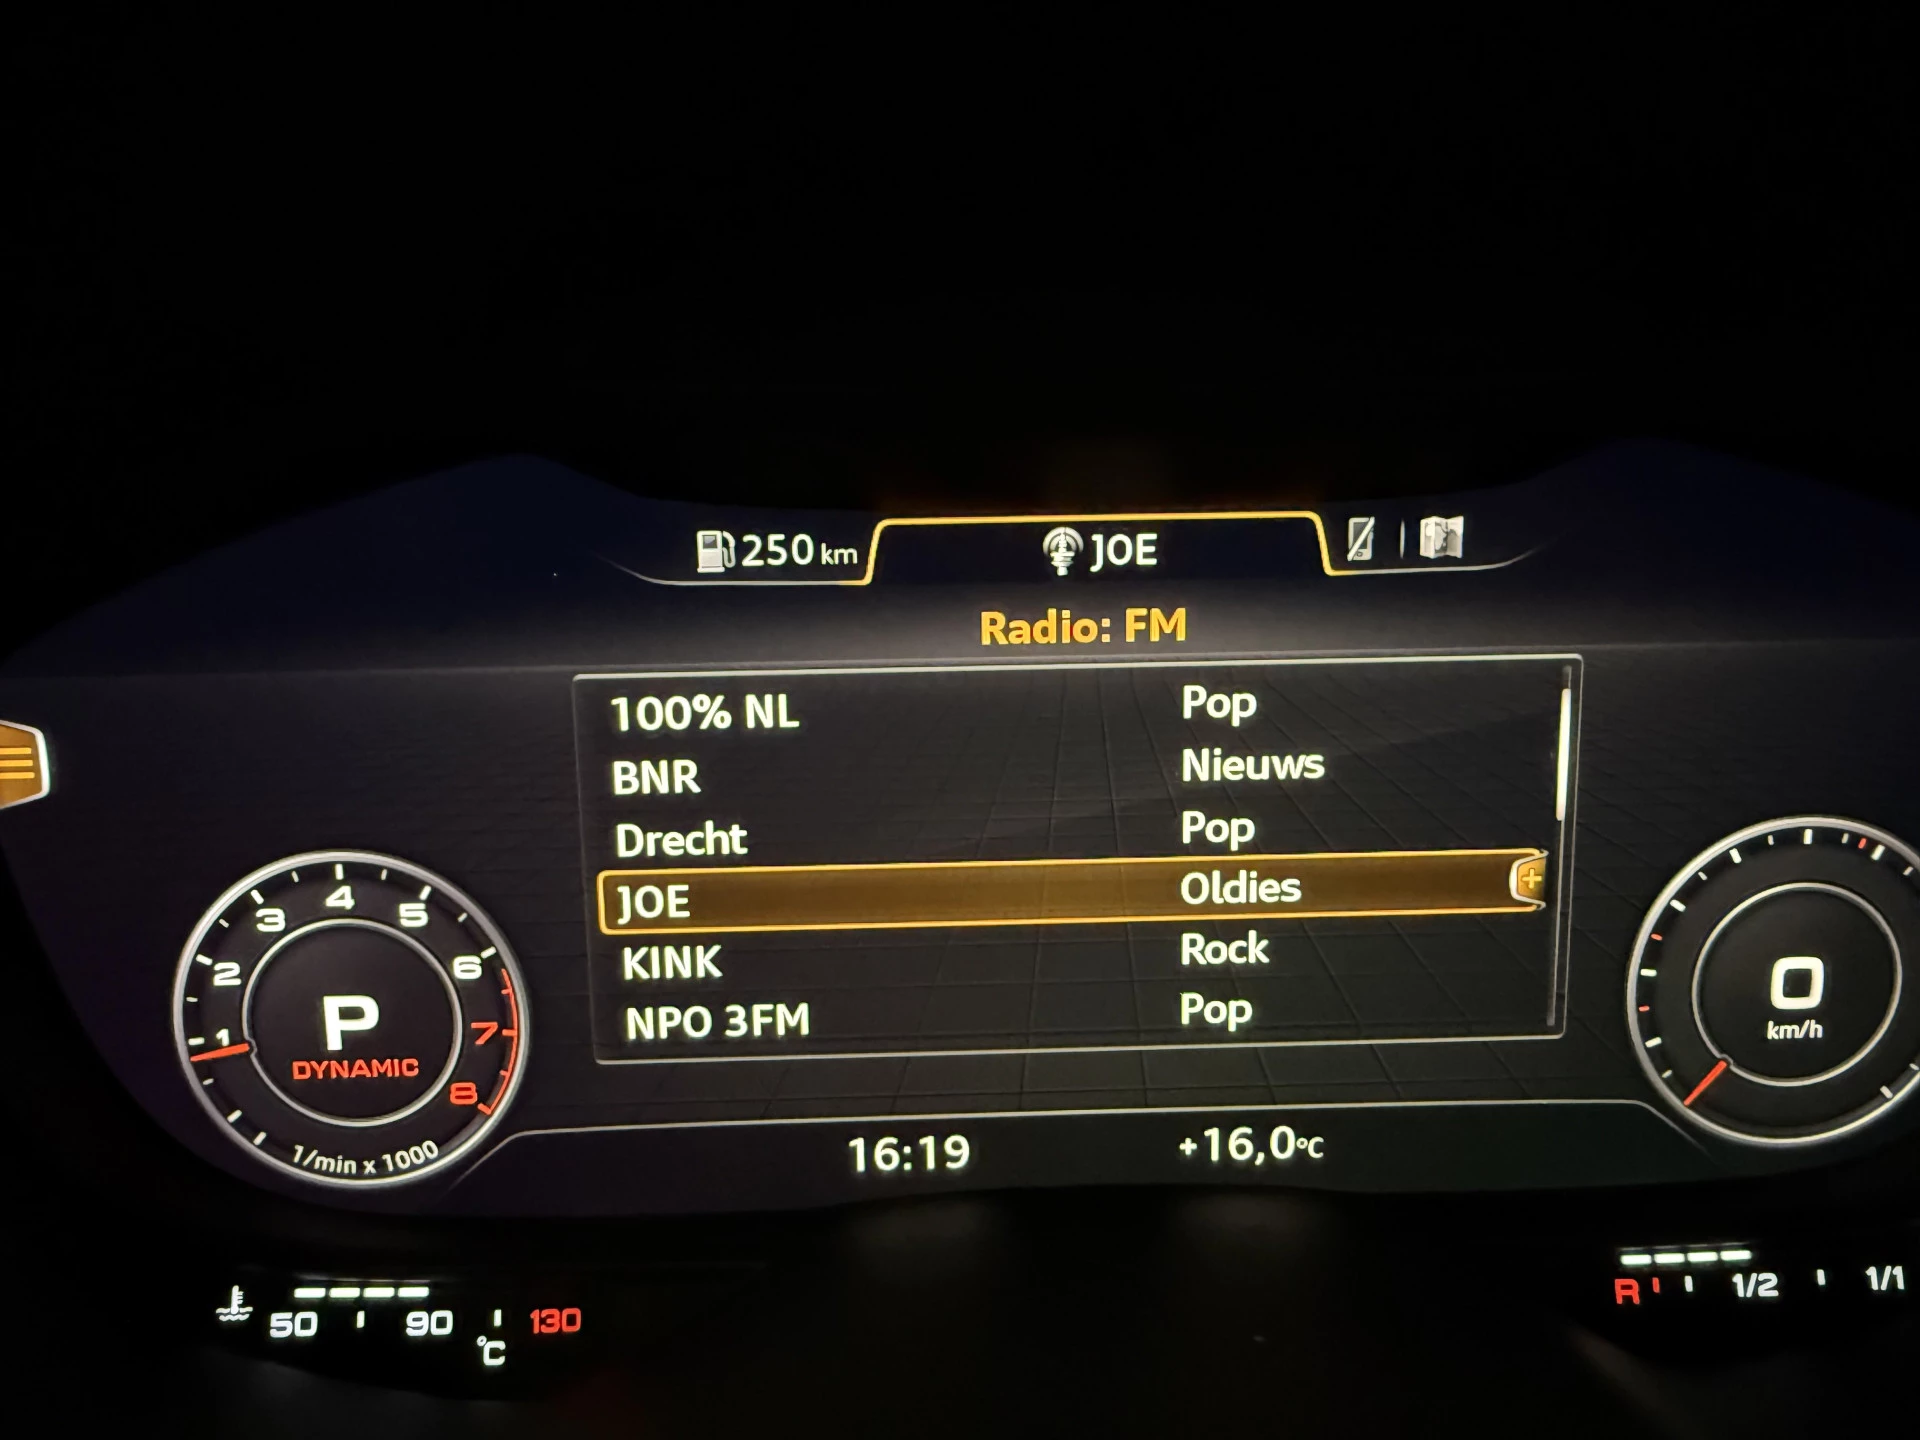 250 km
JOE
Radio: FM
100% NL Pop
BNR Nieuws
Drecht Pop
JOE Oldies +
KINK Rock
NPO 3FM Pop
1 2 3 4 5 6 7 8
P
DYNAMIC
1/min x 1000
0
km/h
16:19 +16,0°C
50 90 130
°C
R 1/2 1/1